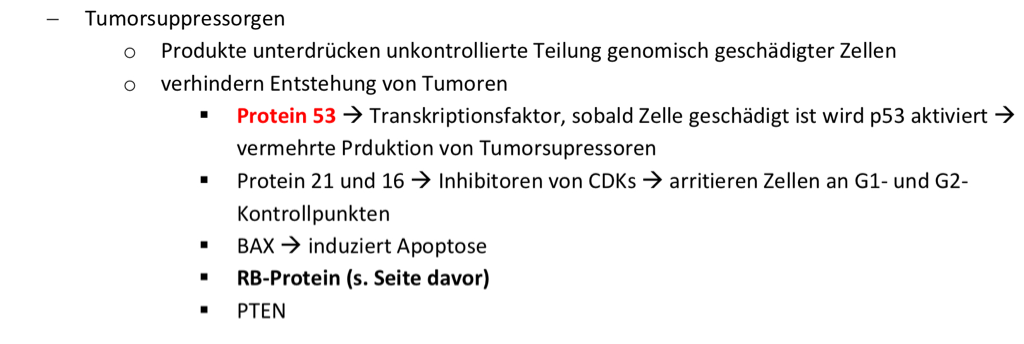 – Tumorsuppressorgen
o Produkte unterdrücken unkontrollierte Teilung genomisch geschädigter Zellen
o verhindern Entstehung von Tumoren
▪ Protein 53 → Transkriptionsfaktor, sobald Zelle geschädigt ist wird p53 aktiviert →
vermehrte Prduktion von Tumorsupressoren
▪ Protein 21 und 16 → Inhibitoren von CDKs → arritieren Zellen an G1- und G2-
Kontrollpunkten
▪ BAX → induziert Apoptose
▪ RB-Protein (s. Seite davor)
▪ PTEN